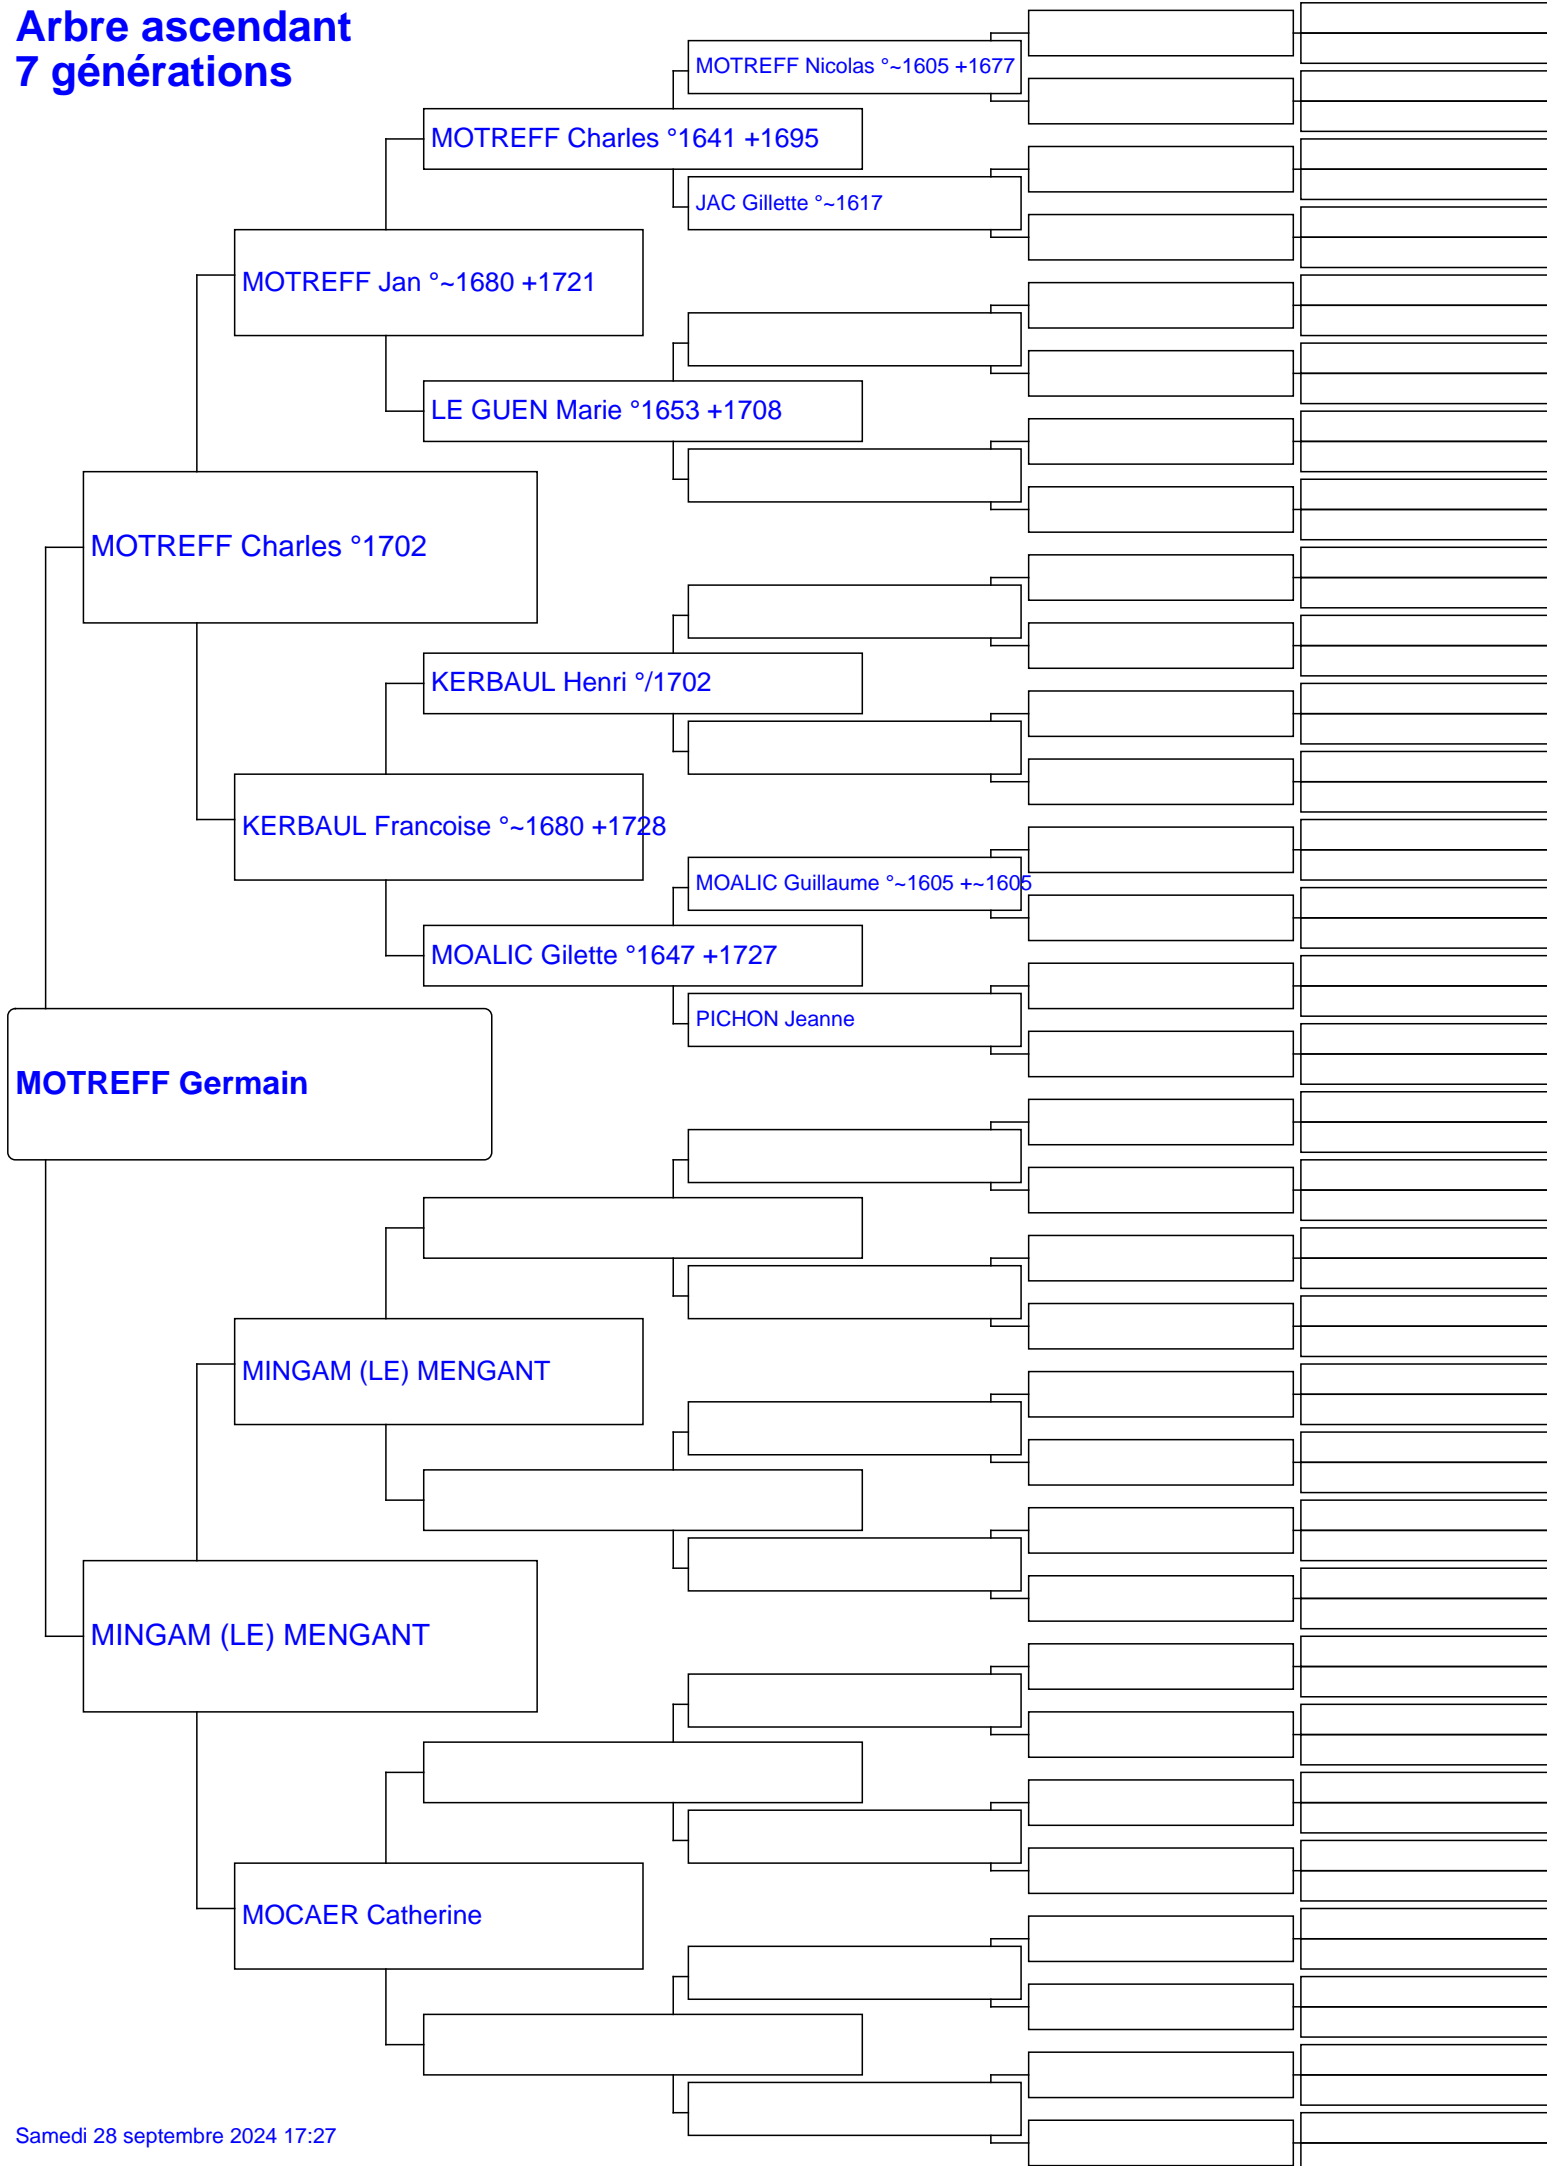 Arbre ascendant
7 générations
MOTREFF Nicolas °~1605 +1677
MOTREFF Charles °1641 +1695
JAC Gillette °~1617
MOTREFF Jan °~1680 +1721
LE GUEN Marie °1653 +1708
MOTREFF Charles °1702
KERBAUL Henri °/1702
KERBAUL Francoise °~1680 +1728
MOALIC Guillaume °~1605 +~1605
MOALIC Gilette °1647 +1727
PICHON Jeanne
MOTREFF Germain
MINGAM (LE) MENGANT
MINGAM (LE) MENGANT
MOCAER Catherine
Samedi 28 septembre 2024 17:27